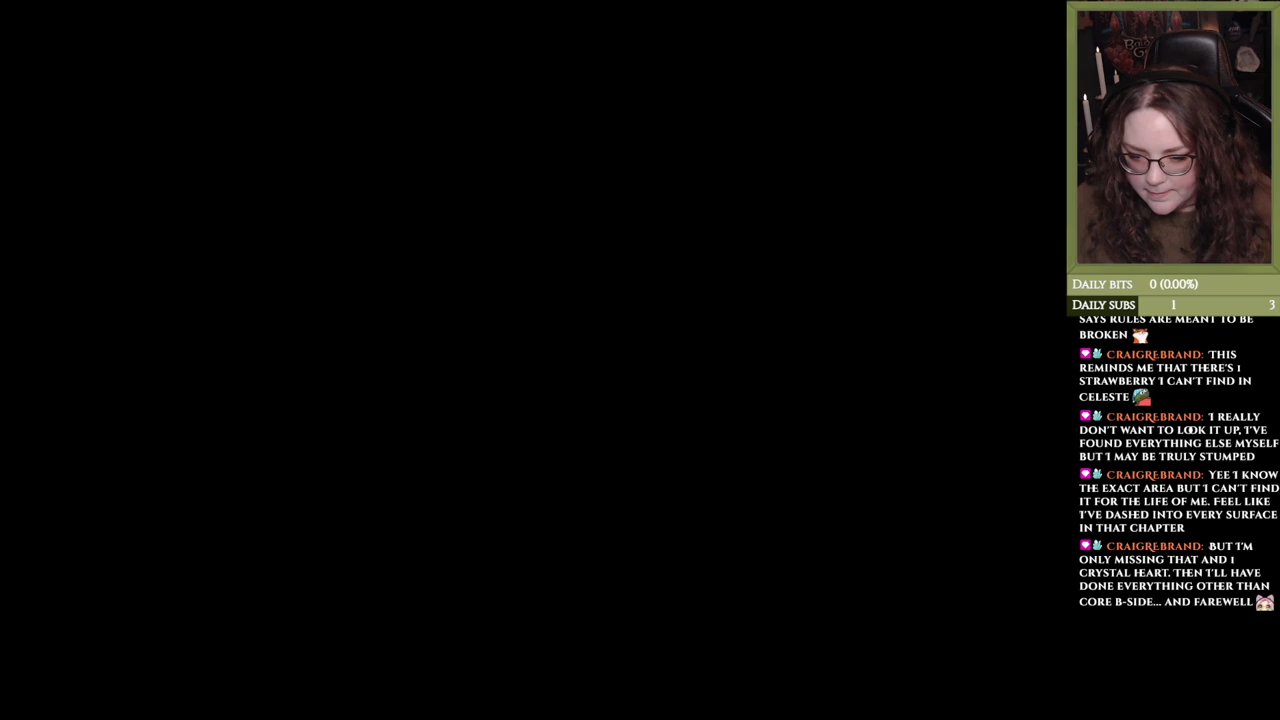 Daily bits 0 (0.00%)
Daily subs 1 3
says rules are meant to be
broken
CraigRebrand: This
reminds me that there's 1
strawberry I can't find in
Celeste
CraigRebrand: I really
don't want to look it up, I've
found everything else myself
but I may be truly stumped
CraigRebrand: Yee I know
the exact area but I can't find
it for the life of me. Feel like
I've dashed into every surface
in that chapter
CraigRebrand: But I'm
only missing that and 1
crystal heart. Then I'll have
done everything other than
Core B-Side... and Farewell